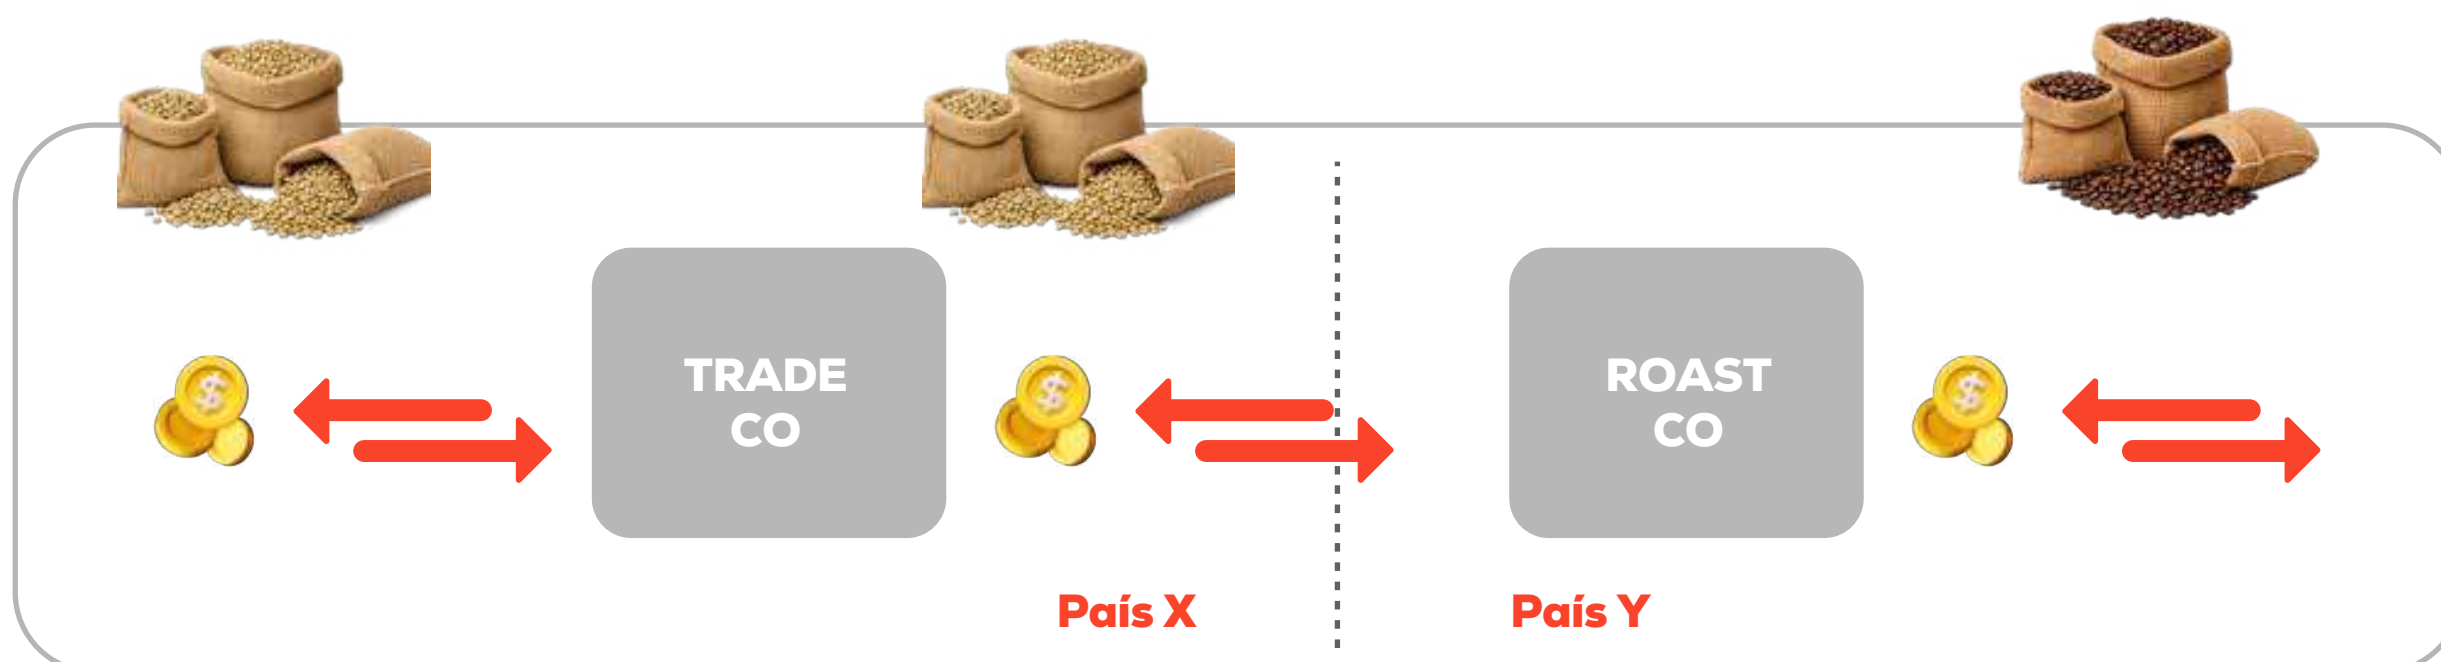 TRADE
CO
ROAST
CO
País X
País Y